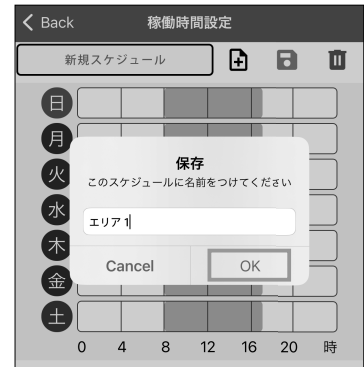 Back 稼働時間設定
新規スケジュール
日
月
火
水
木
金
土
保存
このスケジュールに名前をつけてください
エリア 1
Cancel OK
0 4 8 12 16 20 時